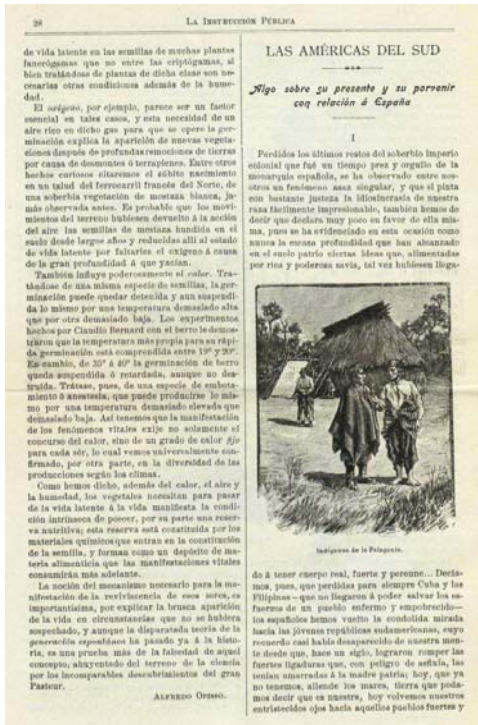 28
LA INSTRUCCIÓN PÚBLICA
de vida latente en las semillas de muchas plantas
fanerógamas que no entre las criptógamas, si
bien tratándose de plantas de dicha clase son ne-
cesarias otras condiciones además de la hume-
dad.
El oxígeno, por ejemplo, parece ser un factor
esencial en tales casos, y esta necesidad de un
aire rico en dicho gas para que se opere la ger-
minación explica la aparición de nuevas vegeta-
ciones después de profundas remociones de tierras
por causa de desmontes ó terraplenes. Entre otros
hechos curiosos citaremos el súbito nacimiento
en un talud del ferrocarril francés del Norte, de
una soberbia vegetación de mostaza blanca, ja-
más observada antes. Es probable que los movi-
mientos del terreno hubiesen devuelto á la acción
del aire las semillas de mostaza hundida en el
suelo desde largos años y reducidas allí al estado
de vida latente por faltarles el oxígeno á causa
de la gran profundidad á que yacían.
También influye poderosamente el calor. Tra-
tándose de una misma especie de semillas, la ger-
minación puede quedar detenida y aun suspendi-
da lo mismo por una temperatura demasiado alta
que por otra demasiado baja. Los experimentos
hechos por Claudio Bernard con el berro le demos-
traron que la temperatura más propia para su rápi-
da germinación está comprendida entre 19° y 20°.
En cambio, de 35° á 40° la germinación de berro
queda suspendida ó retardada, aunque no des-
truída. Trátase, pues, de una especie de embota-
miento ó anestesia, que puede producirse lo mis-
mo por una temperatura demasiado elevada que
demasiado baja. Así tenemos que la manifestación
de los fenómenos vitales exije no solamente el
concurso del calor, sino de un grado de calor fijo
para cada sér, lo cual vemos universalmente con-
firmado, por otra parte, en la diversidad de las
producciones según los climas.
Como hemos dicho, además del calor, el aire y
la humedad, los vegetales necesitan para pasar
de la vida latente á la vida manifiesta la condi-
ción intrínseca de poseer, por su parte una reser-
va nutritiva; esta reserva está constituída por los
materiales químicos que entran en la constitución
de la semilla, y forman como un depósito de ma-
teria alimenticia que las manifestaciones vitales
consumirán más adelante.
La noción del mecanismo necesario para la ma-
nifestación de la reviviscencia de esos seres, es
importantísima, por explicar la brusca aparición
de la vida en circunstancias que no se hubiera
sospechado, y aunque la disparatada teoría de la
generación espontánea ha pasado ya á la histo-
ria, es una prueba más de la falsedad de aquel
concepto, ahuyentado del terreno de la ciencia
por los incomparables descubrimientos del gran
Pasteur.
ALFREDO OPISSO.
LAS AMÉRICAS DEL SUD
Algo sobre su presente y su porvenir
con relación á España
I
Perdidos los últimos restos del soberbio imperio
colonial que fué un tiempo prez y orgullo de la
monarquía española, se ha observado entre nos-
otros un fenómeno asaz singular, y que si pinta
con bastante justeza la idiosincrasia de nuestra
raza fácilmente impresionable, también hemos de
decir que declara muy poco en favor de ella mis-
ma, pues se ha evidenciado en esta ocasión como
nunca la escasa profundidad que han alcanzado
en el suelo patrio ciertas ideas que, alimentadas
por rica y poderosa savia, tal vez hubiesen llega-
Indígenas de la Patagonia.
do á tener cuerpo real, fuerte y perenne... Decía-
mos, pues, que perdidas para siempre Cuba y las
Filipinas—que no llegaron á poder salvar los es-
fuerzos de un pueblo enfermo y empobrecido—
los españoles hemos vuelto la condolida mirada
hacia las jóvenes repúblicas sudamericanas, cuyo
recuerdo casi había desaparecido de nuestra men-
te desde que, hace un siglo, lograron romper las
fuertes ligaduras que, con peligro de asfixia, las
tenían amarradas á la madre patria; hoy, que ya
no tenemos, allende los mares, tierra que poda-
mos decir que es nuestra, hoy volvemos nuestros
entristecidos ojos hacia aquellos pueblos fuertes y